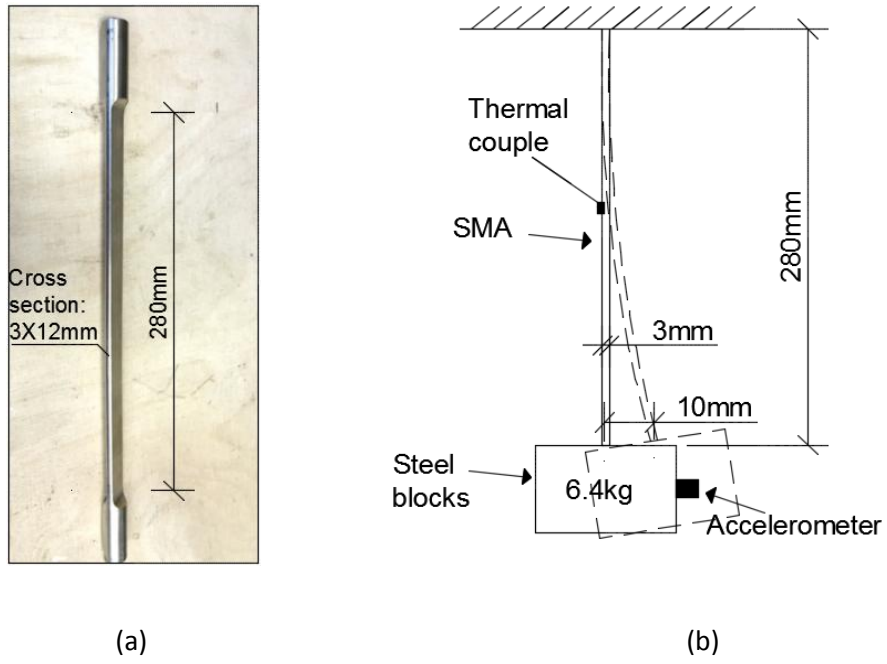 Cross
section:
3X12mm
280mm
(a)
Thermal
couple
SMA
280mm
3mm
10mm
Steel
blocks
6.4kg
Accelerometer
(b)